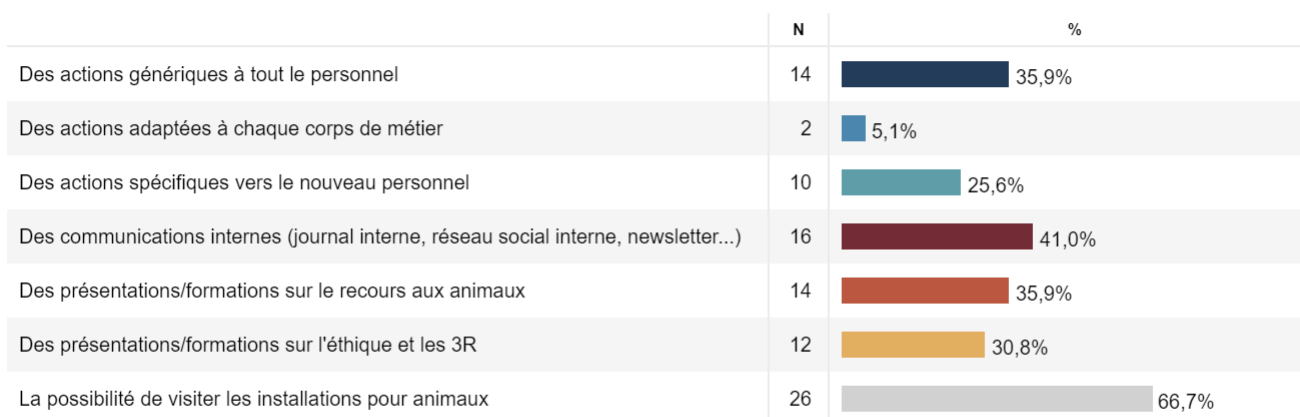 N %
Des actions génériques à tout le personnel 14 35,9%
Des actions adaptées à chaque corps de métier 2 5,1%
Des actions spécifiques vers le nouveau personnel 10 25,6%
Des communications internes (journal interne, réseau social interne, newsletter...) 16 41,0%
Des présentations/formations sur le recours aux animaux 14 35,9%
Des présentations/formations sur l'éthique et les 3R 12 30,8%
La possibilité de visiter les installations pour animaux 26 66,7%